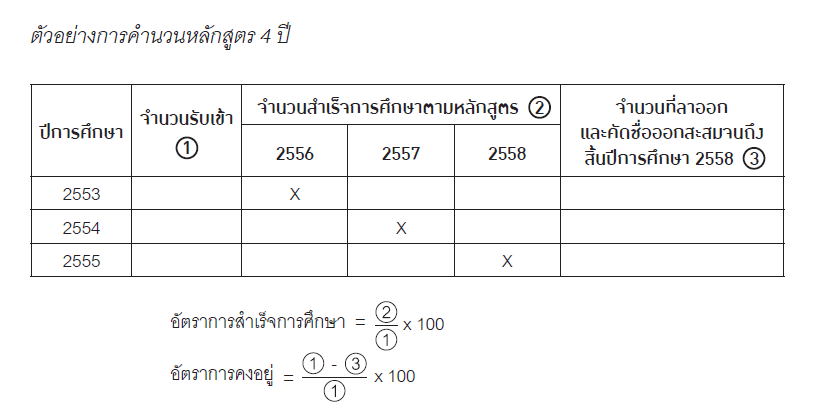 ตัวอย่างการคำนวนหลักสูตร 4 ปี
ปีการศึกษา
จำนวนรับเข้า
①
จำนวนสำเร็จการศึกษาตามหลักสูตร ②
2556 2557 2558
จำนวนที่ลาออก
และคัดชื่อออกสะสมจนถึง
สิ้นปีการศึกษา 2558 ③
2553 X
2554 X
2555 X
อัตราการสำเร็จการศึกษา = ②/① x 100
อัตราการคงอยู่ = ① - ③/① x 100